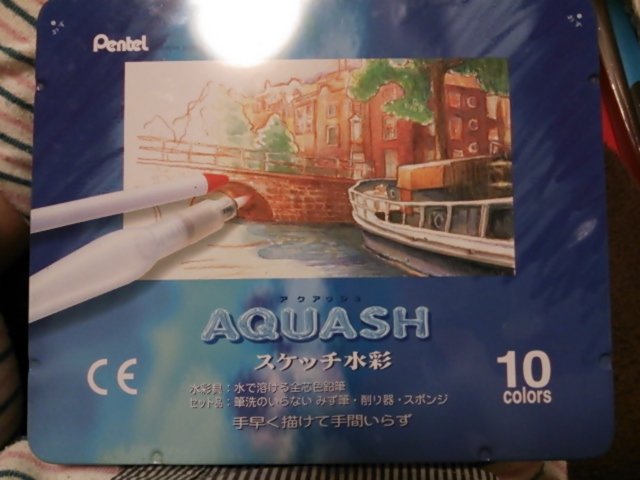 Pentel
アクアッシュ
AQUASH
スケッチ水彩
CE
10
colors
水彩具：水で溶ける全芯色鉛筆
セット品：筆洗のいらない みず筆・削り器・スポンジ
手早く描けて手間いらず